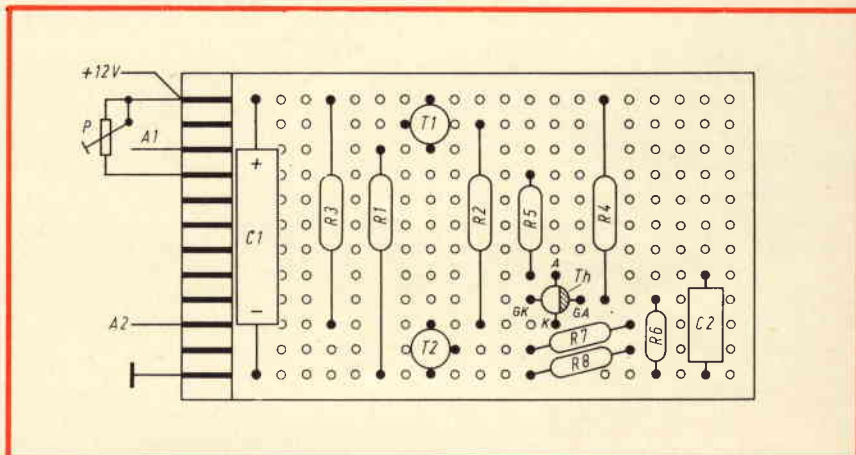 +12V
P
A1
T1
+
C1
R3
R1
R2
R5
R4
A
Th
GK
GA
K
−
A2
T2
R7
R8
R6
C2